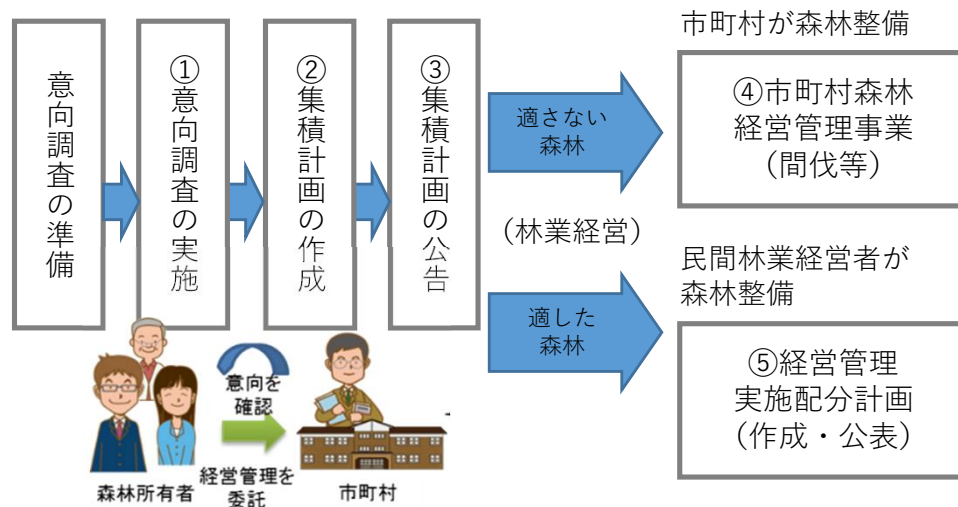 意向調査の準備
①意向調査の実施
②集積計画の作成
③集積計画の公告
適さない
森林
(林業経営)
適した
森林
市町村が森林整備
④市町村森林
経営管理事業
(間伐等)
民間林業経営者が
森林整備
⑤経営管理
実施配分計画
(作成・公表)
意向を
確認
経営管理を
委託
森林所有者
市町村